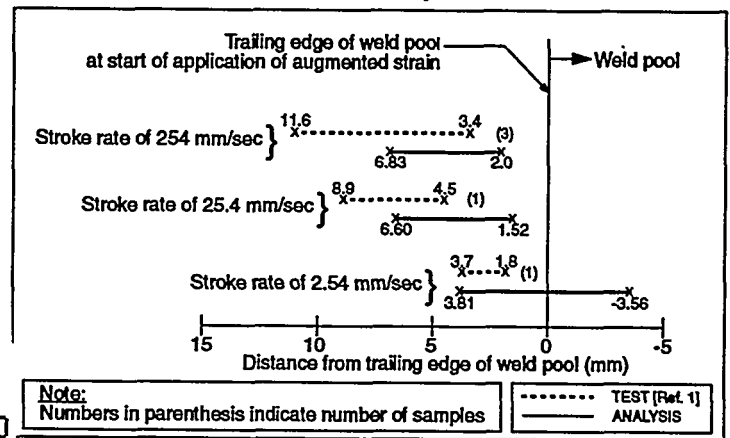 Trailing edge of weld pool
at start of application of augmented strain
Weld pool
11.6 3.4 (3)
Stroke rate of 254 mm/sec
6.83 2.0
8.9 4.5 (1)
Stroke rate of 25.4 mm/sec
6.60 1.52
3.7 1.8 (1)
Stroke rate of 2.54 mm/sec
3.81 -3.56
15 10 5 0 -5
Distance from trailing edge of weld pool (mm)
Note:
Numbers in parenthesis indicate number of samples
TEST [Ref. 1]
ANALYSIS